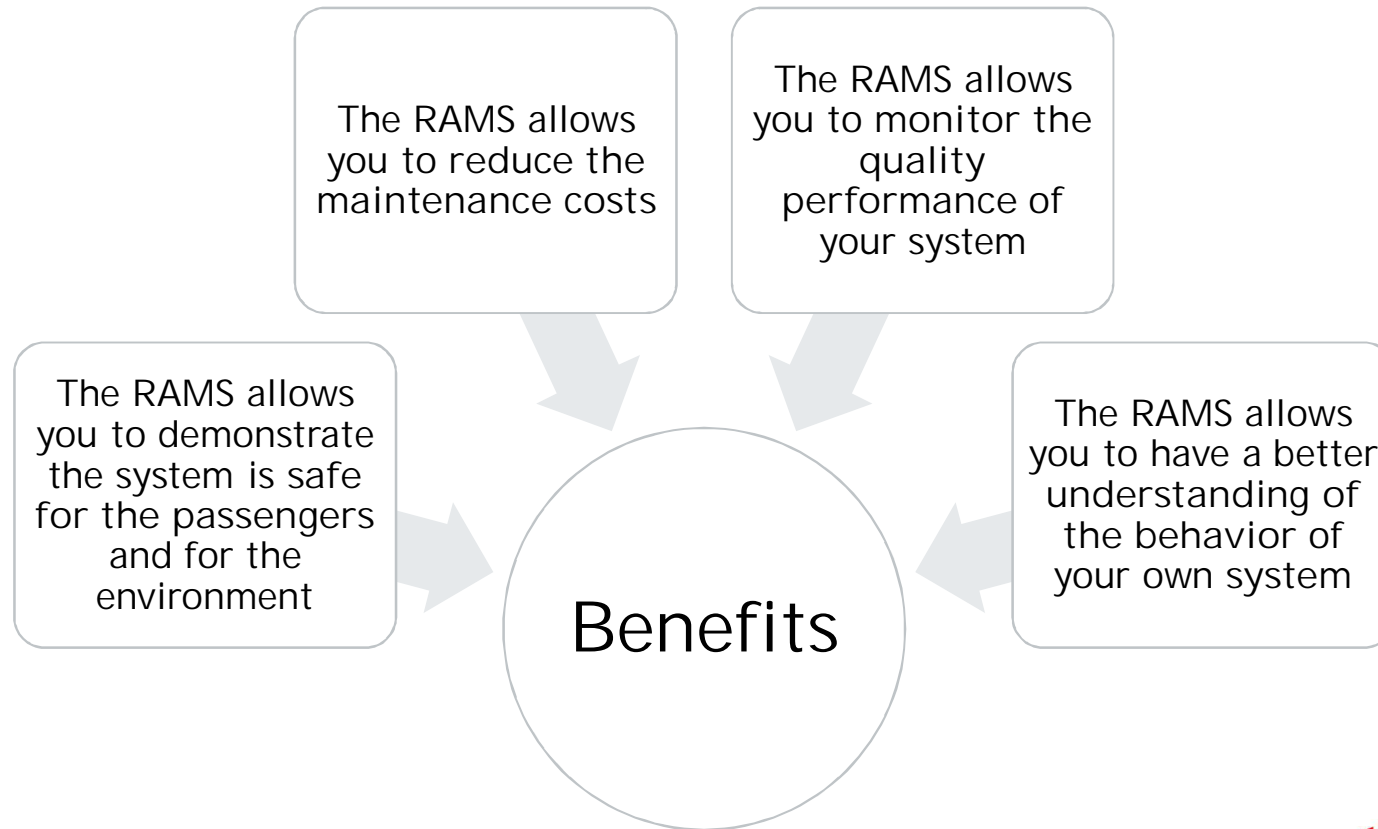 The RAMS allows
you to reduce the
maintenance costs
The RAMS allows
you to monitor the
quality
performance of
your system
The RAMS allows
you to demonstrate
the system is safe
for the passengers
and for the
environment
The RAMS allows
you to have a better
understanding of
the behavior of
your own system
Benefits